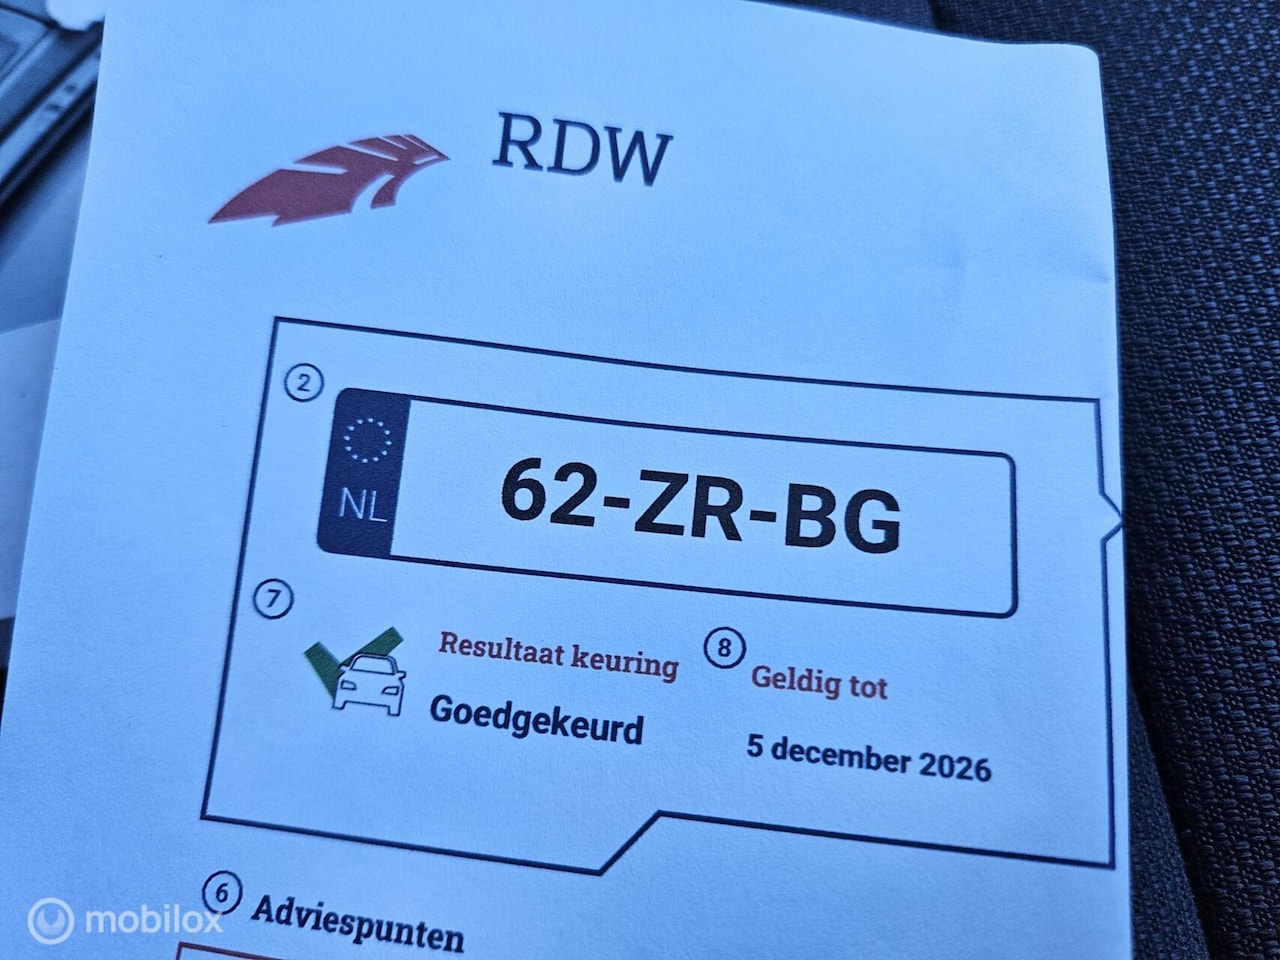 RDW
2
NL
62-ZR-BG
7
Resultaat keuring
Goedgekeurd
8
Geldig tot
5 december 2026
6
Adviespunten
mobilox